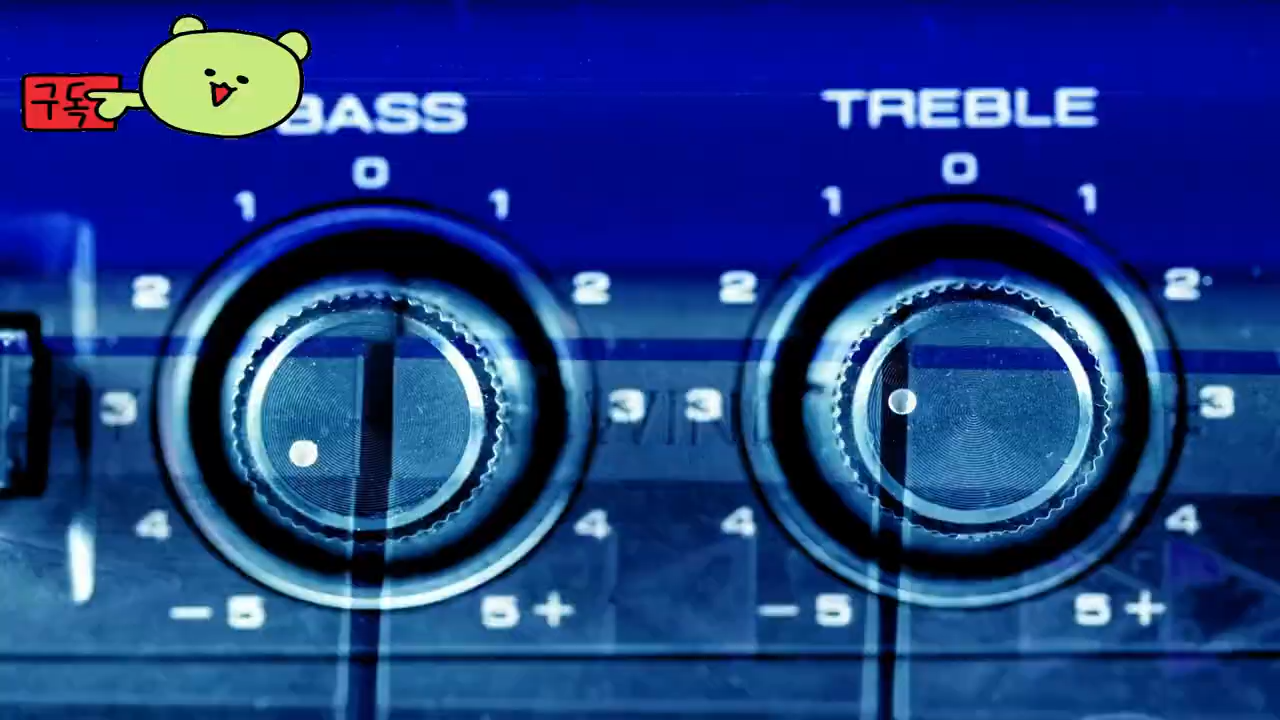 구독
BASS TREBLE
0 0
1 1 1 1
2 2 2 2
3 3 3 3
4 4 4 4
– 5 5 + – 5 5 +